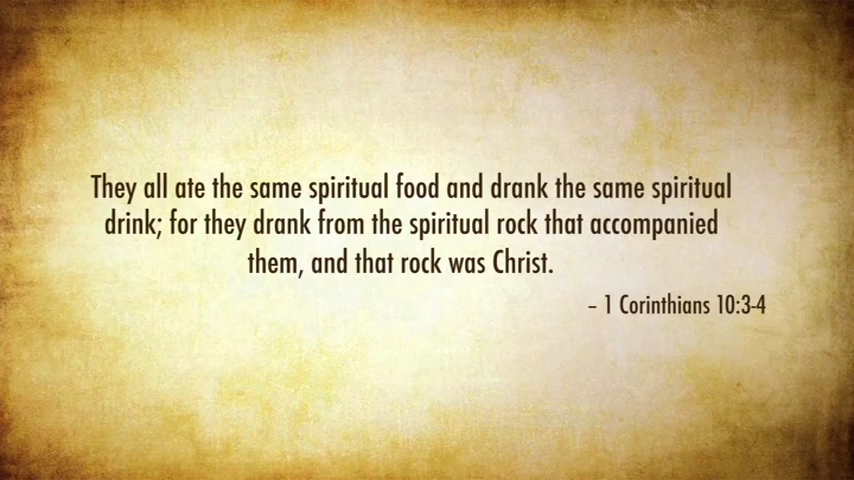 They all ate the same spiritual food and drank the same spiritual
drink; for they drank from the spiritual rock that accompanied
them, and that rock was Christ.
– 1 Corinthians 10:3-4